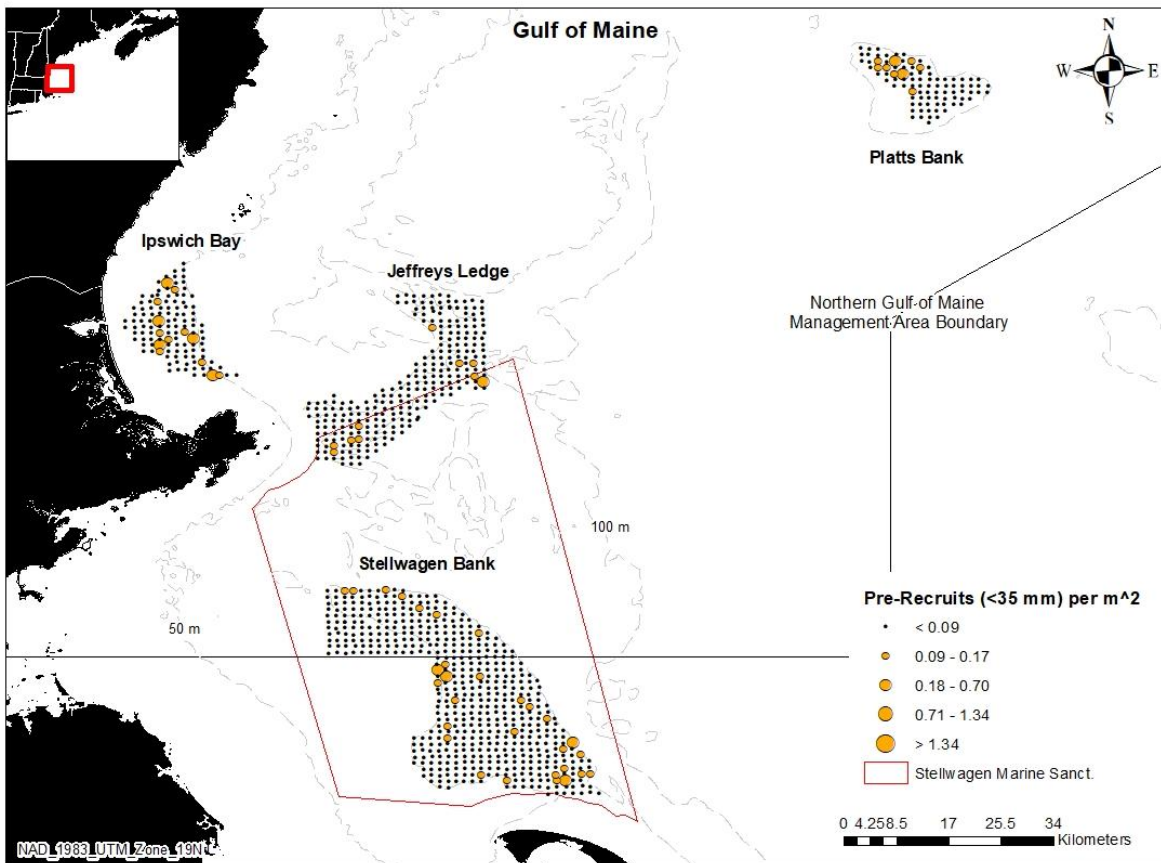 Gulf of Maine
N
W
E
S
Platts Bank
Ipswich Bay
Jeffreys Ledge
Northern Gulf of Maine
Management Area Boundary
100 m
Stellwagen Bank
50 m
Pre-Recruits (<35 mm) per m^2
< 0.09
0.09 - 0.17
0.18 - 0.70
0.71 - 1.34
> 1.34
Stellwagen Marine Sanct.
0 4.258.5 17 25.5 34
Kilometers
NAD_1983_UTM_Zone_19N